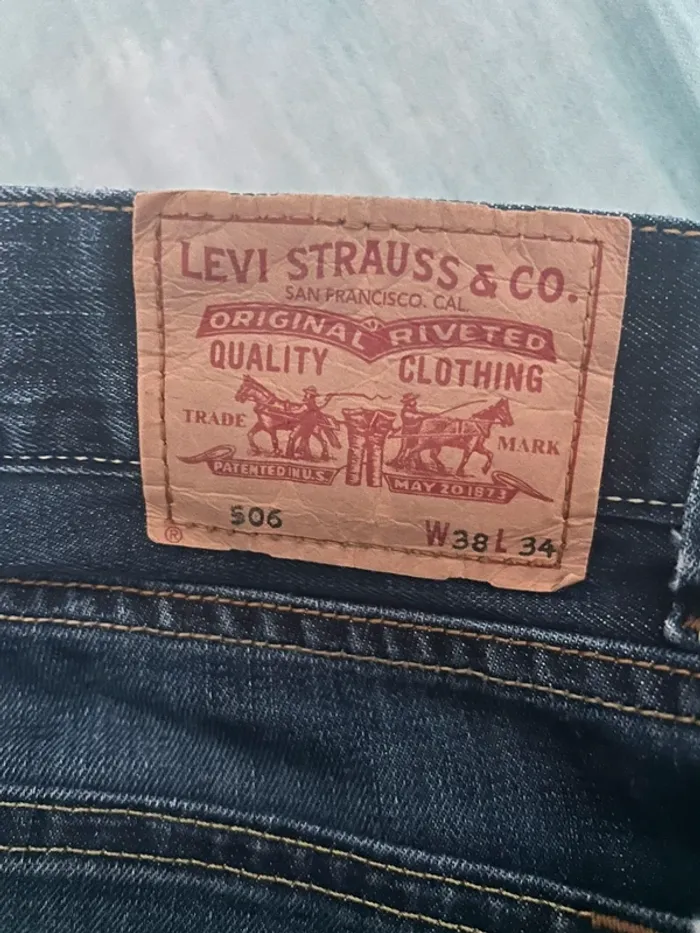 LEVI STRAUSS & CO.
SAN FRANCISCO. CAL.
ORIGINAL RIVETED
QUALITY CLOTHING
TRADE MARK
PATENTED IN U.S. MAY 20 1873
506 W38 L 34
®